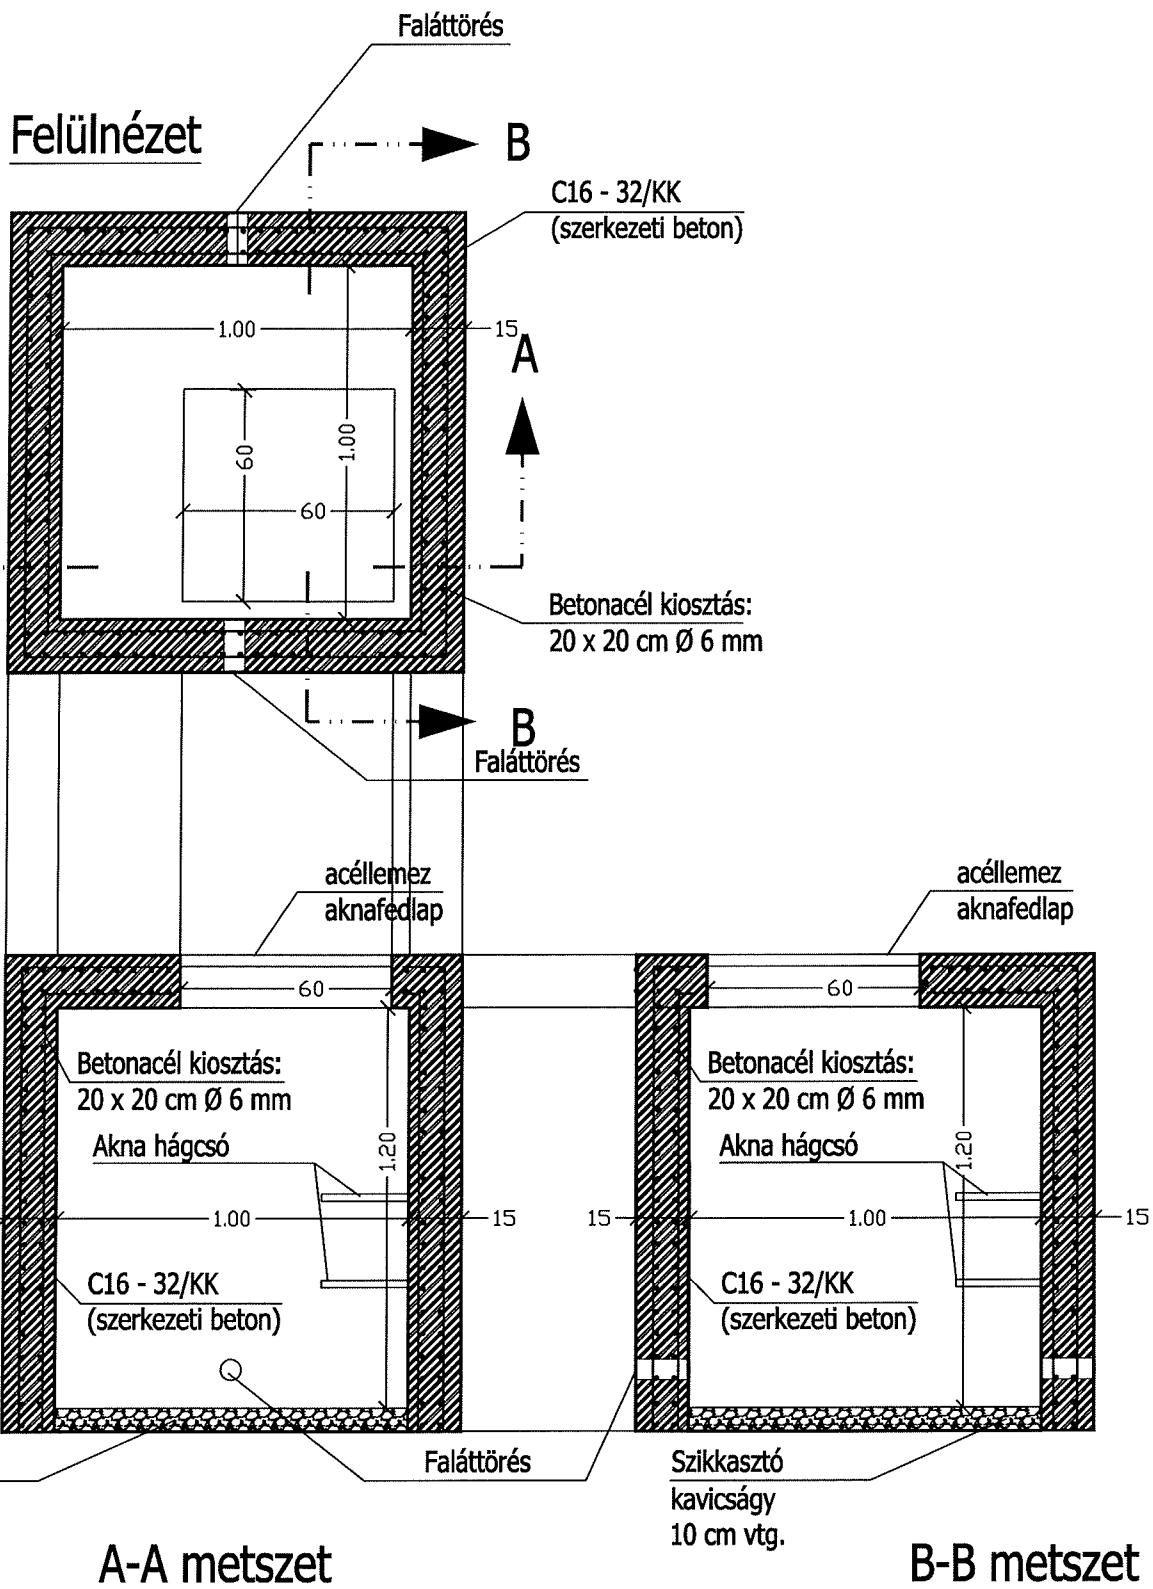 Faláttörés
Felülnézet
B
C16 - 32/KK
(szerkezeti beton)
1.00
15
A
60
1.00
60
Betonacél kiosztás:
20 x 20 cm Ø 6 mm
B
Faláttörés
acéllemez
aknafedlap
acéllemez
aknafedlap
60
60
Betonacél kiosztás:
20 x 20 cm Ø 6 mm
Betonacél kiosztás:
20 x 20 cm Ø 6 mm
Akna hágcsó
1.20
Akna hágcsó
1.20
1.00
15
15
1.00
15
C16 - 32/KK
(szerkezeti beton)
C16 - 32/KK
(szerkezeti beton)
Faláttörés
Szikkasztó
kavicságy
10 cm vtg.
A-A metszet
B-B metszet